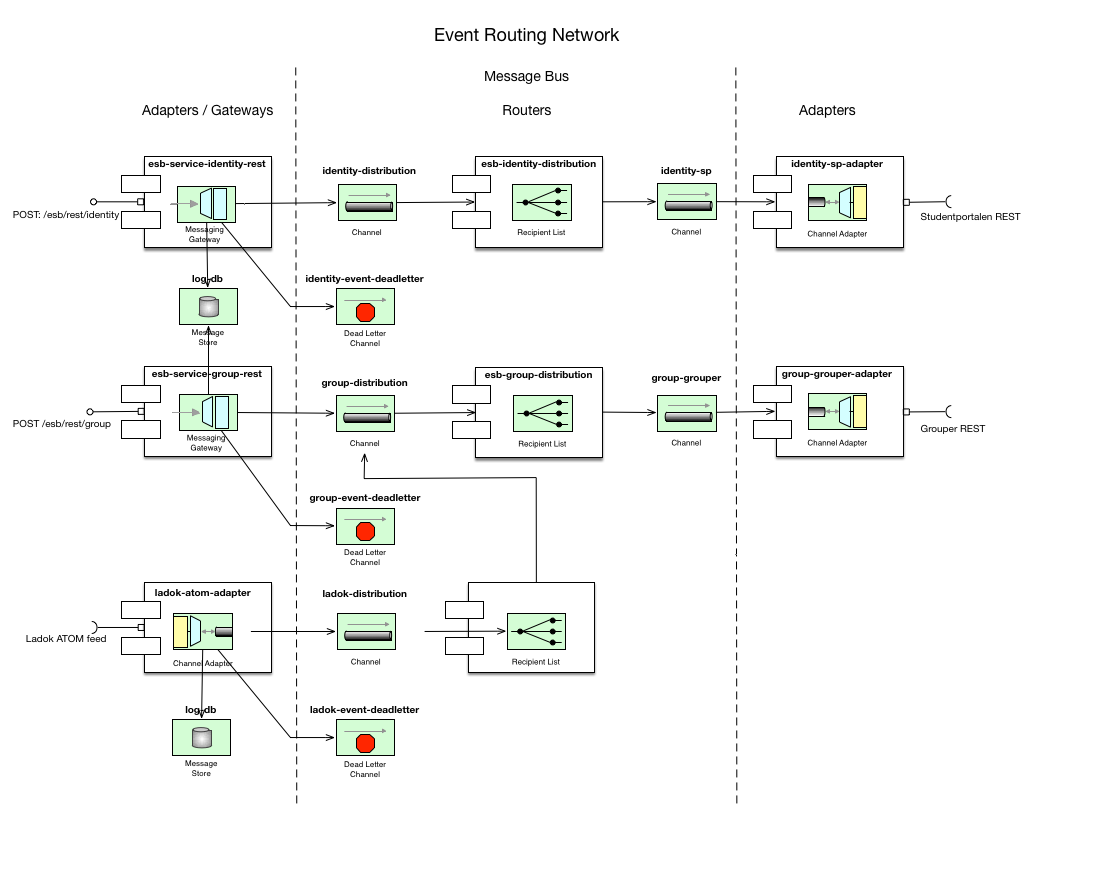 Event Routing Network
Message Bus
Adapters / Gateways
Routers
Adapters
esb-service-identity-rest
identity-distribution
esb-identity-distribution
identity-sp
identity-sp-adapter
POST: /esb/rest/identity
Messaging
Gateway
Channel
Recipient List
Channel
Channel Adapter
Studentportalen REST
log-db
identity-event-deadletter
Message
Store
Dead Letter
Channel
esb-service-group-rest
group-distribution
esb-group-distribution
group-grouper
group-grouper-adapter
POST /esb/rest/group
Messaging
Gateway
Channel
Recipient List
Channel
Channel Adapter
Grouper REST
group-event-deadletter
Dead Letter
Channel
ladok-atom-adapter
ladok-distribution
Ladok ATOM feed
Channel Adapter
Channel
Recipient List
log-db
ladok-event-deadletter
Message
Store
Dead Letter
Channel